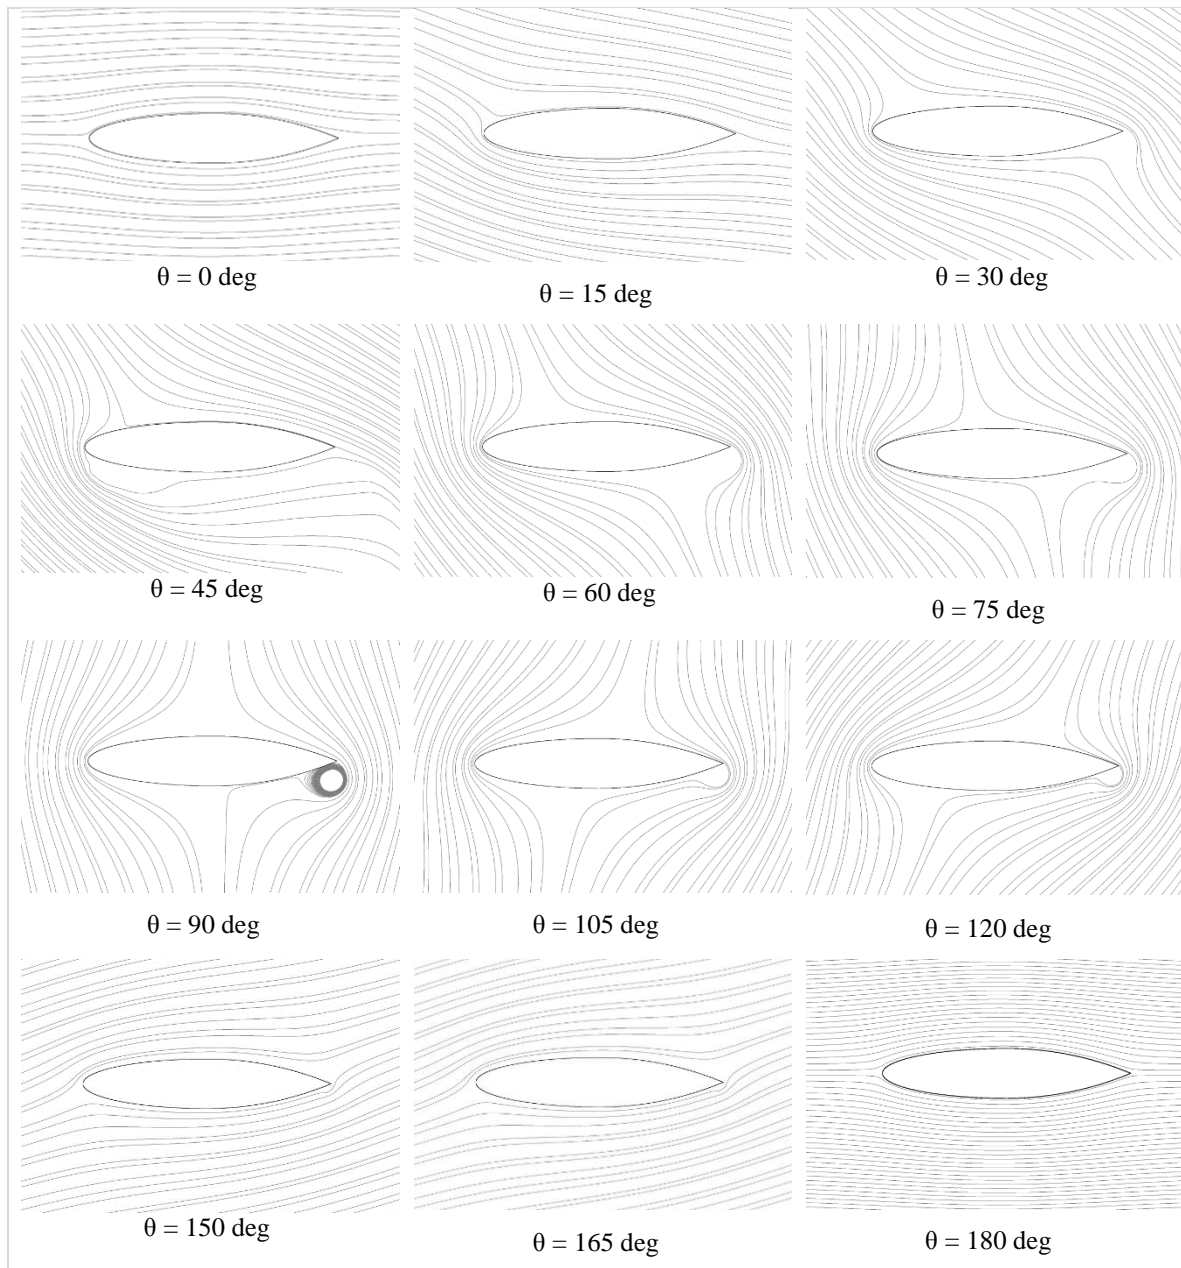 θ = 0 deg
θ = 15 deg
θ = 30 deg
θ = 45 deg
θ = 60 deg
θ = 75 deg
θ = 90 deg
θ = 105 deg
θ = 120 deg
θ = 150 deg
θ = 165 deg
θ = 180 deg